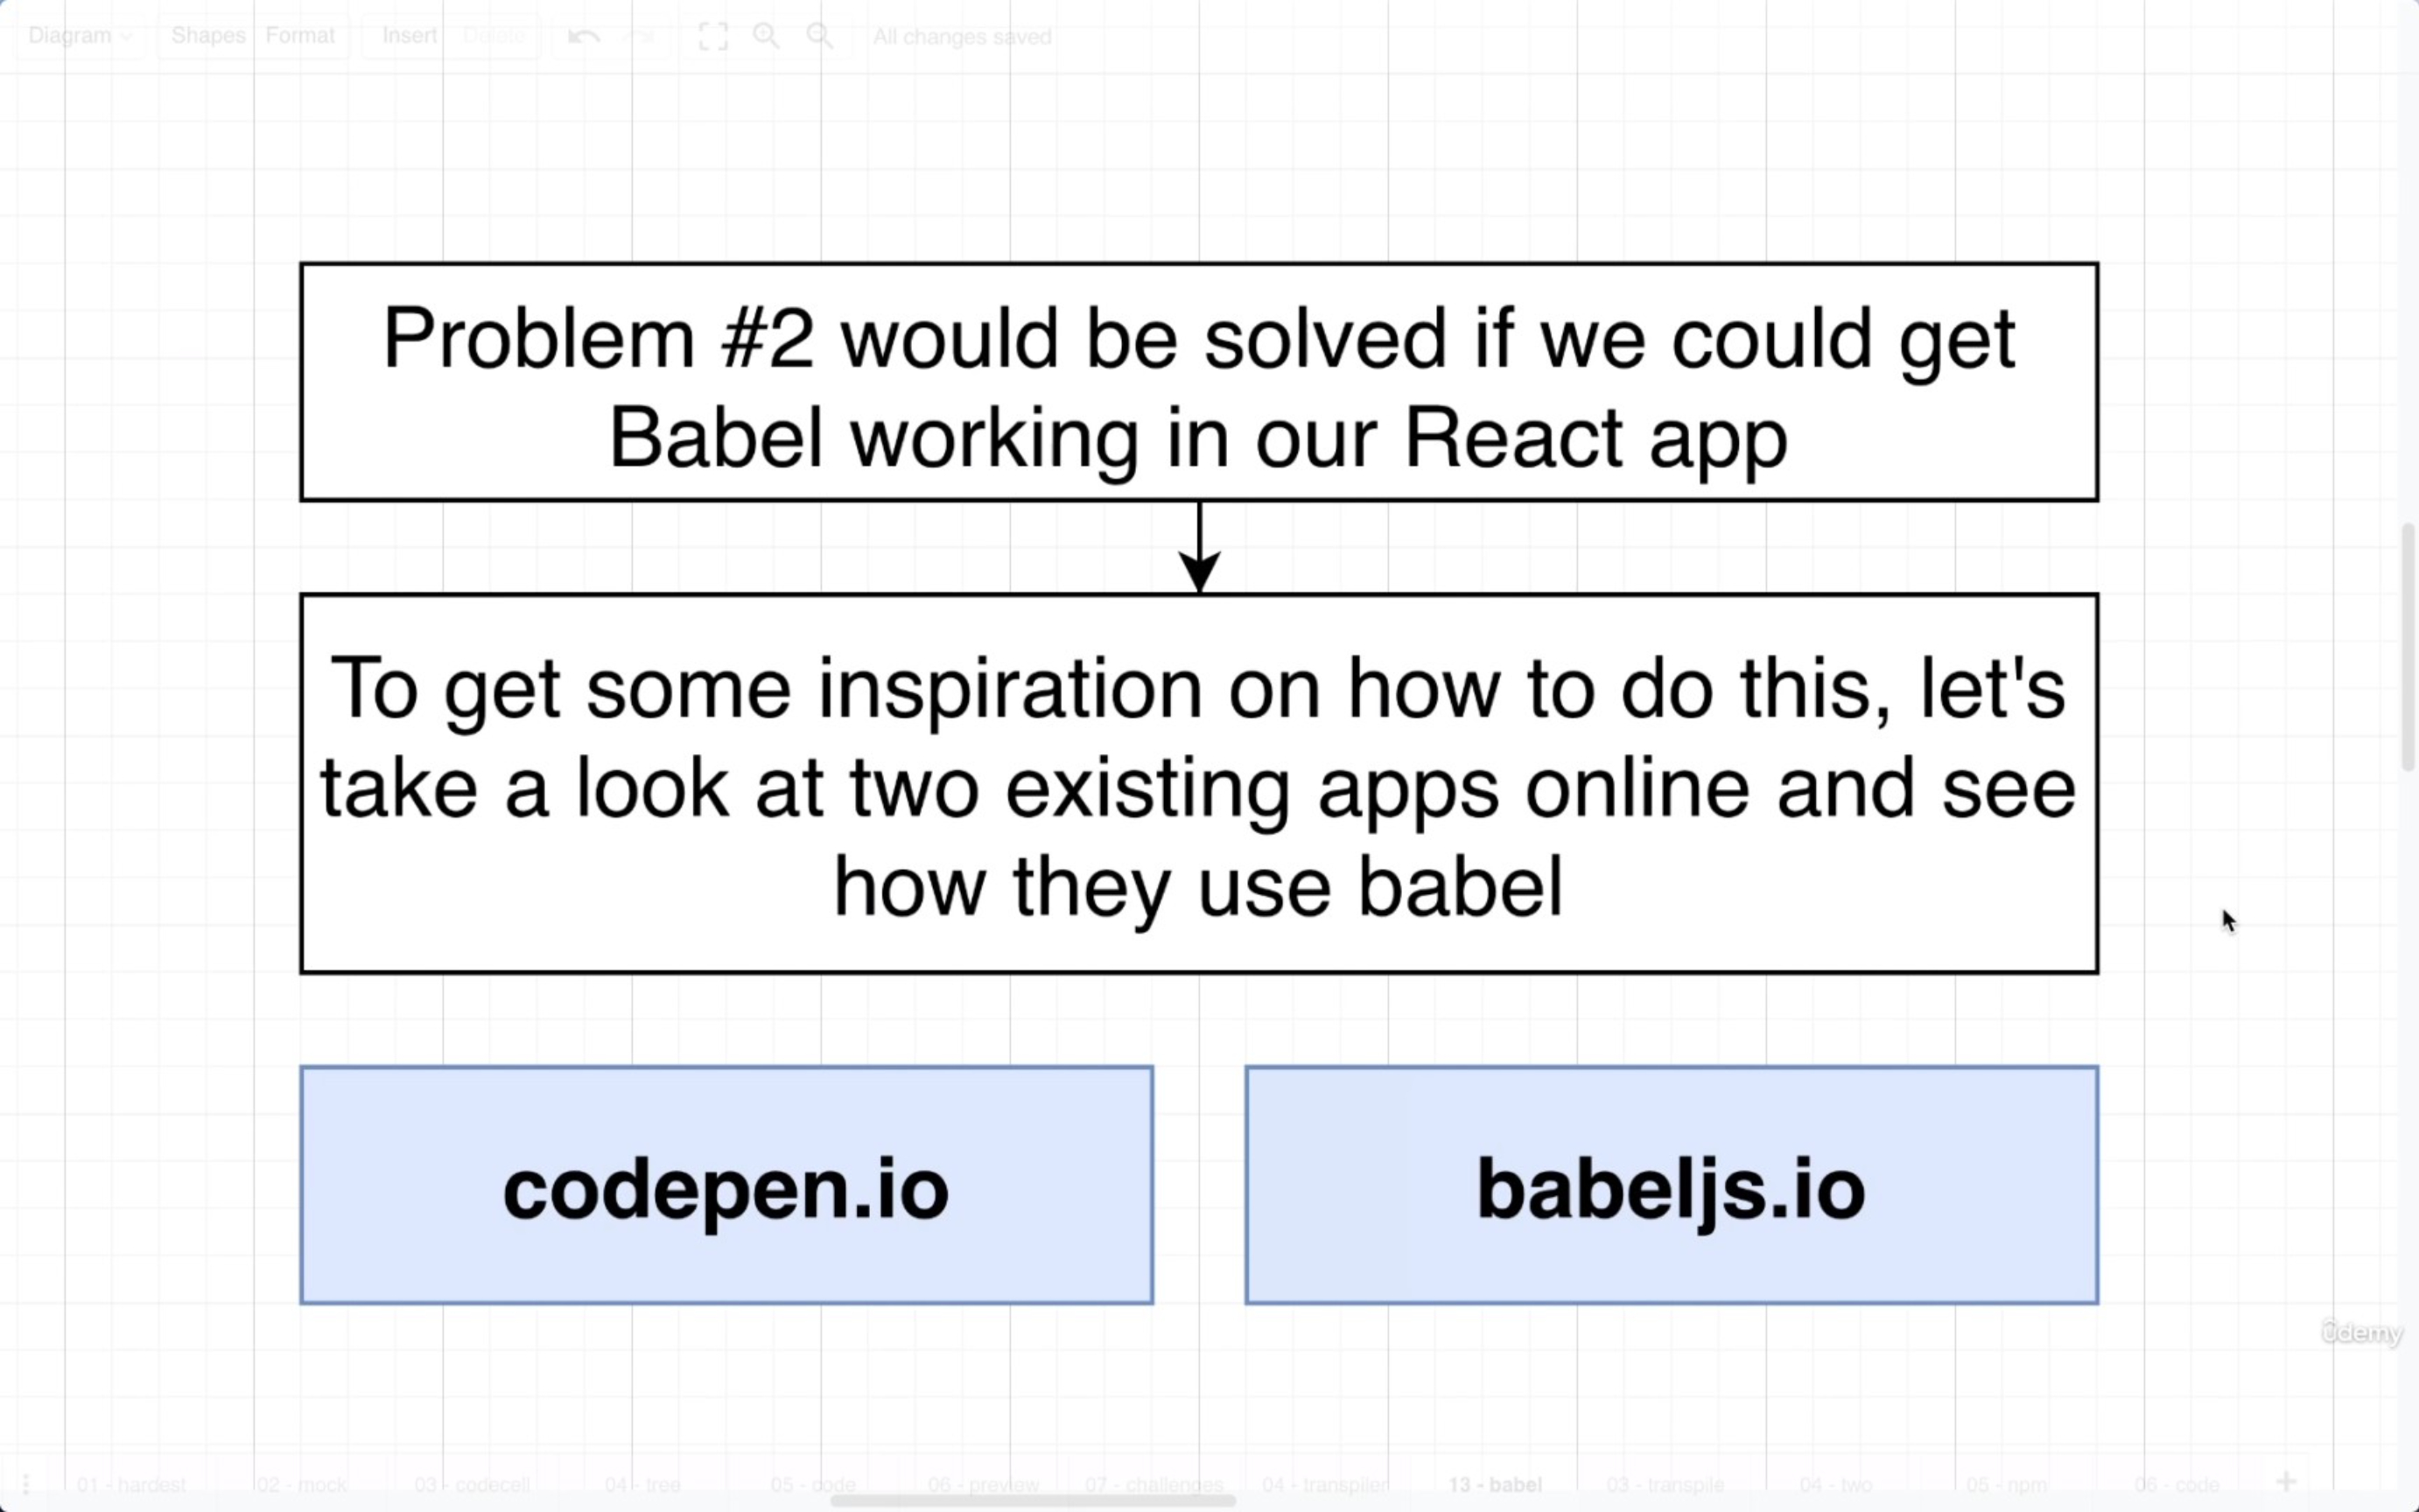 Diagram Shapes Format Insert Delete All changes saved
Problem #2 would be solved if we could get
Babel working in our React app
To get some inspiration on how to do this, let's
take a look at two existing apps online and see
how they use babel
codepen.io babeljs.io
ûdemy
01 - hardest 02 - mock 03 - codecell 04 - tree 05 - code 06 - preview 07 - challenges 04 - transpiler 13 - babel 03 - transpile 04 - two 05 - npm 06 - code